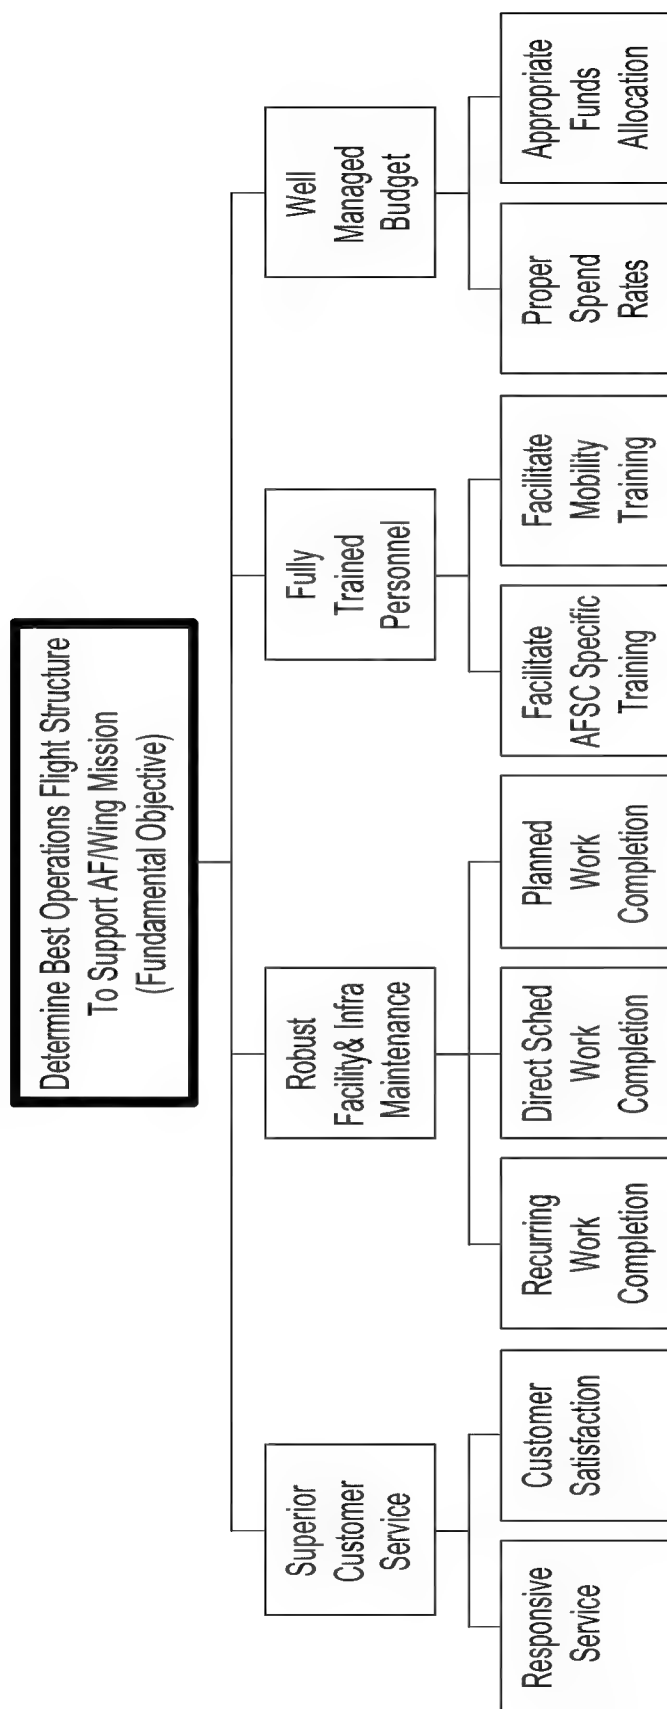 Determine Best Operations Flight Structure
To Support AF/Wing Mission
(Fundamental Objective)
Superior
Customer
Service
Robust
Facility& Infra
Maintenance
Fully
Trained
Personnel
Well
Managed
Budget
Responsive
Service
Customer
Satisfaction
Recurring
Work
Completion
Direct Sched
Work
Completion
Planned
Work
Completion
Facilitate
AFSC Specific
Training
Facilitate
Mobility
Training
Proper
Spend
Rates
Appropriate
Funds
Allocation